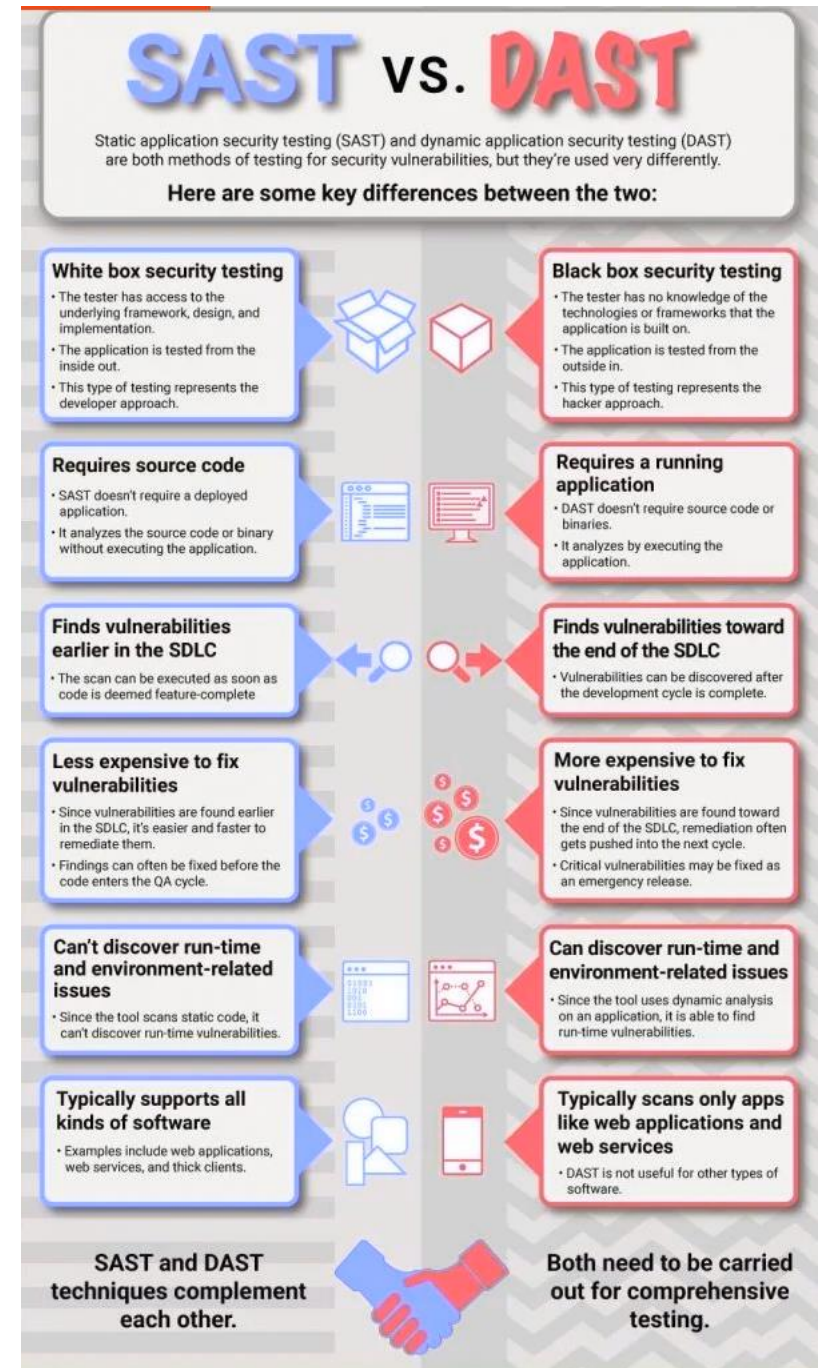 SAST vs. DAST
Static application security testing (SAST) and dynamic application security testing (DAST)
are both methods of testing for security vulnerabilities, but they're used very differently.
Here are some key differences between the two:
White box security testing
• The tester has access to the
underlying framework, design, and
implementation.
• The application is tested from the
inside out.
• This type of testing represents the
developer approach.
Black box security testing
• The tester has no knowledge of the
technologies or frameworks that the
application is built on.
• The application is tested from the
outside in.
• This type of testing represents the
hacker approach.
Requires source code
• SAST doesn't require a deployed
application.
• It analyzes the source code or binary
without executing the application.
Requires a running
application
• DAST doesn't require source code or
binaries.
• It analyzes by executing the
application.
Finds vulnerabilities
earlier in the SDLC
• The scan can be executed as soon as
code is deemed feature-complete
Finds vulnerabilities toward
the end of the SDLC
• Vulnerabilities can be discovered after
the development cycle is complete.
Less expensive to fix
vulnerabilities
• Since vulnerabilities are found earlier
in the SDLC, it's easier and faster to
remediate them.
• Findings can often be fixed before the
code enters the QA cycle.
More expensive to fix
vulnerabilities
• Since vulnerabilities are found toward
the end of the SDLC, remediation often
gets pushed into the next cycle.
• Critical vulnerabilities may be fixed as
an emergency release.
Can't discover run-time
and environment-related
issues
• Since the tool scans static code, it
can't discover run-time vulnerabilities.
Can discover run-time and
environment-related issues
• Since the tool uses dynamic analysis
on an application, it is able to find
run-time vulnerabilities.
Typically supports all
kinds of software
• Examples include web applications,
web services, and thick clients.
Typically scans only apps
like web applications and
web services
• DAST is not useful for other types of
software.
SAST and DAST
techniques complement
each other.
Both need to be carried
out for comprehensive
testing.